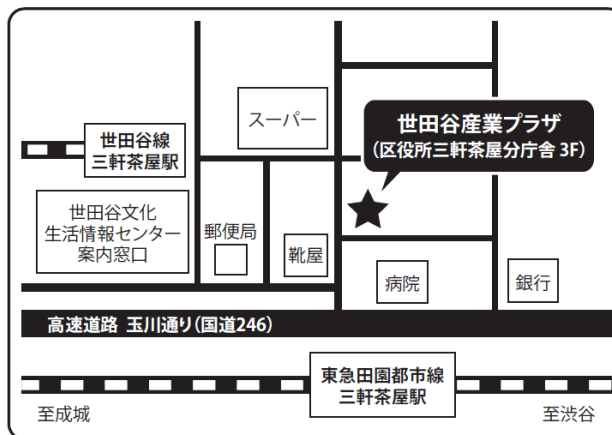 スーパー
世田谷産業プラザ
(区役所三軒茶屋分庁舎 3F)
世田谷線
三軒茶屋駅
世田谷文化
生活情報センター
案内窓口
郵便局
靴屋
病院
銀行
高速道路 玉川通り(国道246)
東急田園都市線
三軒茶屋駅
至成城
至渋谷